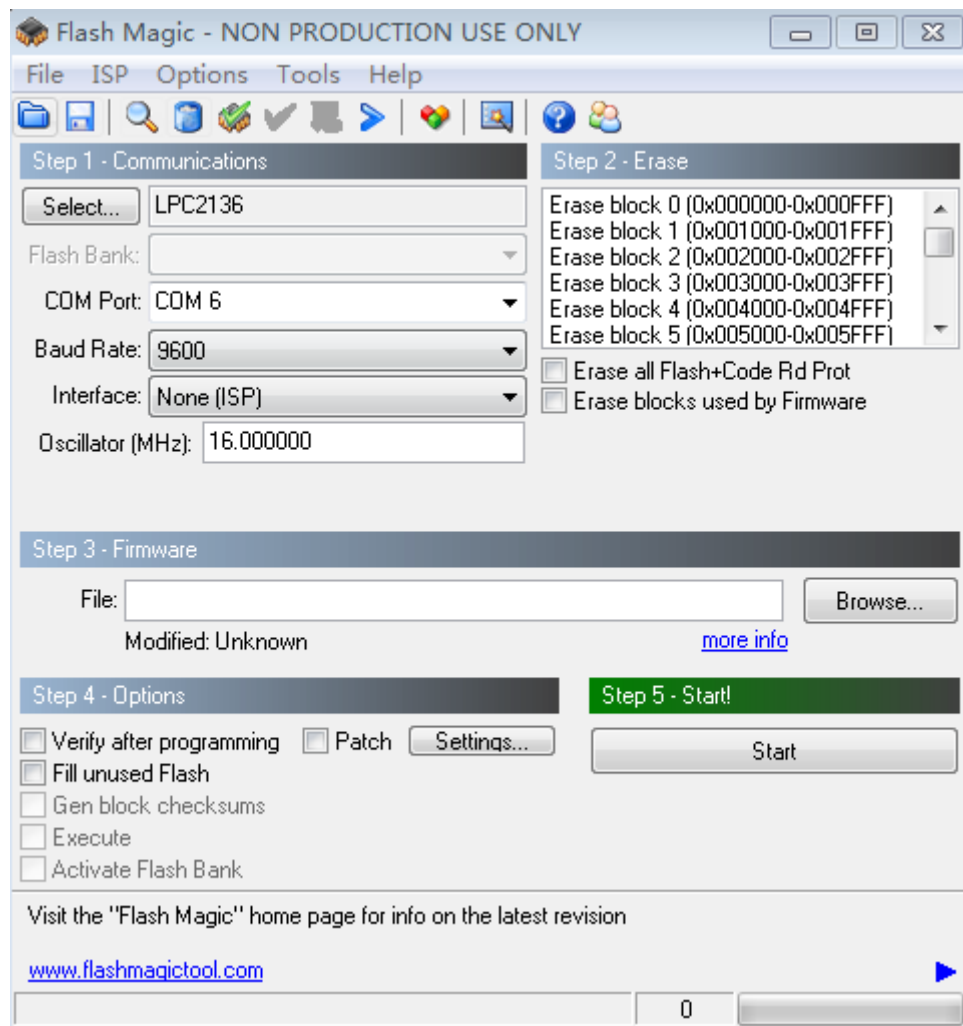 Flash Magic - NON PRODUCTION USE ONLY
File ISP Options Tools Help
Step 1 - Communications
Select... LPC2136
Flash Bank:
COM Port: COM 6
Baud Rate: 9600
Interface: None (ISP)
Oscillator (MHz): 16.000000
Step 2 - Erase
Erase block 0 (0x000000-0x000FFF)
Erase block 1 (0x001000-0x001FFF)
Erase block 2 (0x002000-0x002FFF)
Erase block 3 (0x003000-0x003FFF)
Erase block 4 (0x004000-0x004FFF)
Erase block 5 (0x005000-0x005FFF)
Erase all Flash+Code Rd Prot
Erase blocks used by Firmware
Step 3 - Firmware
File: Browse...
Modified: Unknown more info
Step 4 - Options
Verify after programming Patch Settings...
Fill unused Flash
Gen block checksums
Execute
Activate Flash Bank
Step 5 - Start!
Start
Visit the "Flash Magic" home page for info on the latest revision
www.flashmagictool.com
0